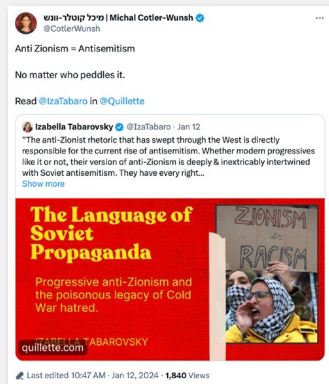 מיכל קוטלר-וונש | Michal Cotler-Wunsh
@CotlerWunsh
Anti Zionism = Antisemitism
No matter who peddles it.
Read @IzaTabaro in @Quillette
Izabella Tabarovsky @IzaTabaro · Jan 12
"The anti-Zionist rhetoric that has swept through the West is directly
responsible for the current rise of antisemitism. Whether modern progressives
like it or not, their version of anti-Zionism is deeply & inextricably intertwined
with Soviet antisemitism. They have every right...
Show more
The Language of
Soviet
Propaganda
Progressive anti-Zionism and
the poisonous legacy of Cold
War hatred.
IZABELLA TABAROVSKY
quillette.com
ZIONISM
is
RACISM
Last edited 10:47 AM · Jan 12, 2024 · 1,840 Views